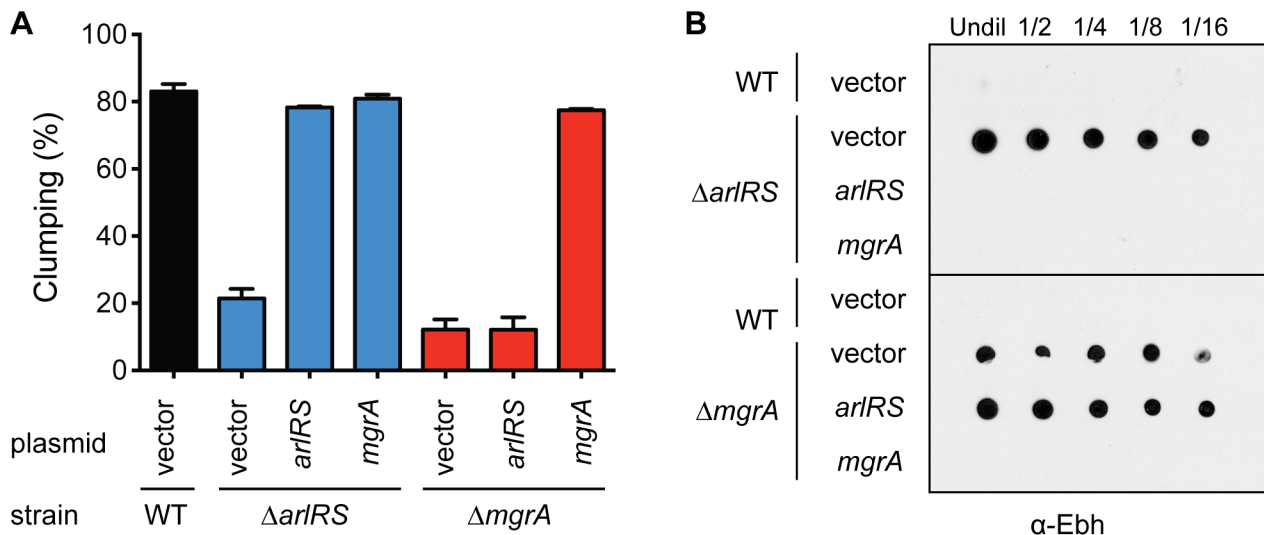 A
100
80
60
40
20
0
Clumping (%)
plasmid vector vector arlRS mgrA vector arlRS mgrA
strain WT ΔarlRS ΔmgrA
B
Undil 1/2 1/4 1/8 1/16
WT vector
vector
ΔarlRS arlRS
mgrA
WT vector
vector
ΔmgrA arlRS
mgrA
α-Ebh